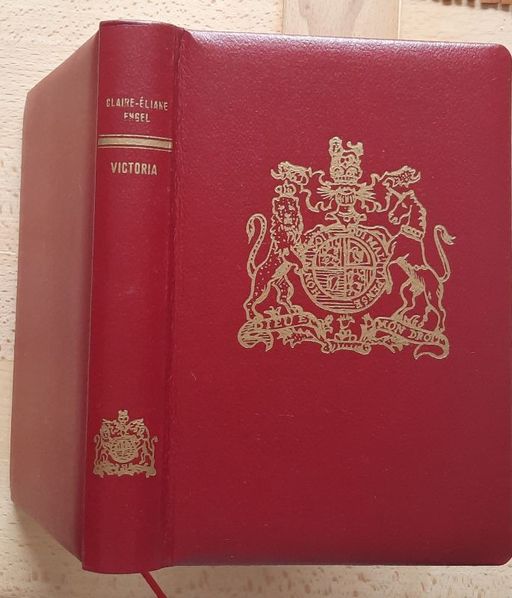 CLAIRE-ÉLIANE
ENGEL
VICTORIA
DIEU ET
MON DROIT